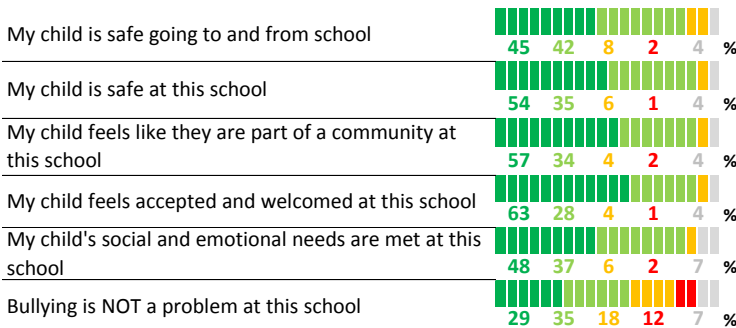 My child is safe going to and from school
45 42 8 2 4 %
My child is safe at this school
54 35 6 1 4 %
My child feels like they are part of a community at
this school
57 34 4 2 4 %
My child feels accepted and welcomed at this school
63 28 4 1 4 %
My child's social and emotional needs are met at this
school
48 37 6 2 7 %
Bullying is NOT a problem at this school
29 35 18 12 7 %